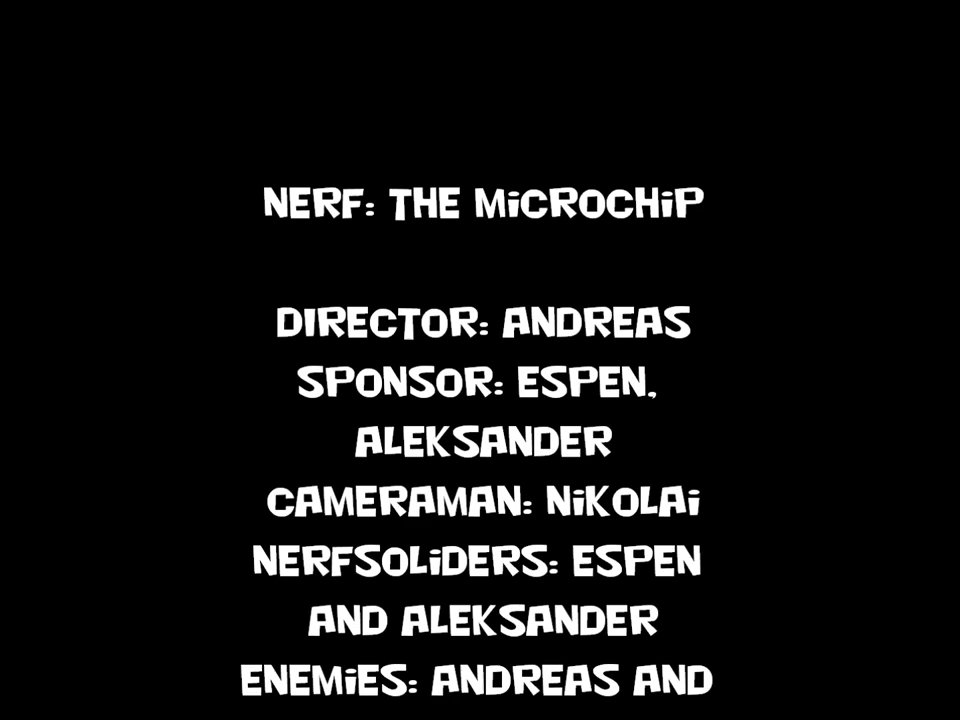 NERF: THE MiCROCHiP
DIRECTOR: ANDREAS
SPONSOR: ESPEN,
ALEKSANDER
CAMERAMAN: NiKOLAi
NERFSOLiDERS: ESPEN
AND ALEKSANDER
ENEMiES: ANDREAS AND